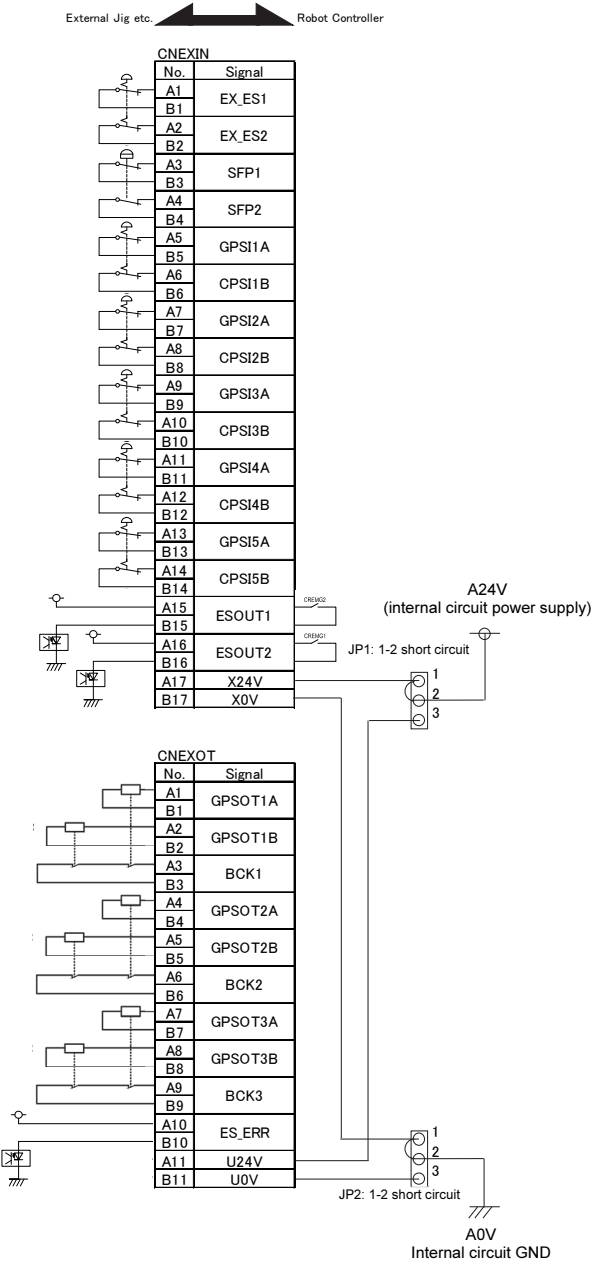 External Jig etc. Robot Controller
CNEXIN
No. Signal
A1 EX_ES1
B1
A2 EX_ES2
B2
A3 SFP1
B3
A4 SFP2
B4
A5 GPSI1A
B5
A6 CPSI1B
B6
A7 GPSI2A
B7
A8 CPSI2B
B8
A9 GPSI3A
B9
A10 CPSI3B
B10
A11 GPSI4A
B11
A12 CPSI4B
B12
A13 GPSI5A
B13
A14 CPSI5B
B14
A15 ESOUT1 CREMG2
B15
A16 ESOUT2 CREMG1
B16
A17 X24V
B17 X0V
A24V
(internal circuit power supply)
JP1: 1-2 short circuit
1
2
3
CNEXOT
No. Signal
A1 GPSOT1A
B1
A2 GPSOT1B
B2
A3 BCK1
B3
A4 GPSOT2A
B4
A5 GPSOT2B
B5
A6 BCK2
B6
A7 GPSOT3A
B7
A8 GPSOT3B
B8
A9 BCK3
B9
A10 ES_ERR
B10
A11 U24V
B11 U0V
1
2
3
JP2: 1-2 short circuit
A0V
Internal circuit GND